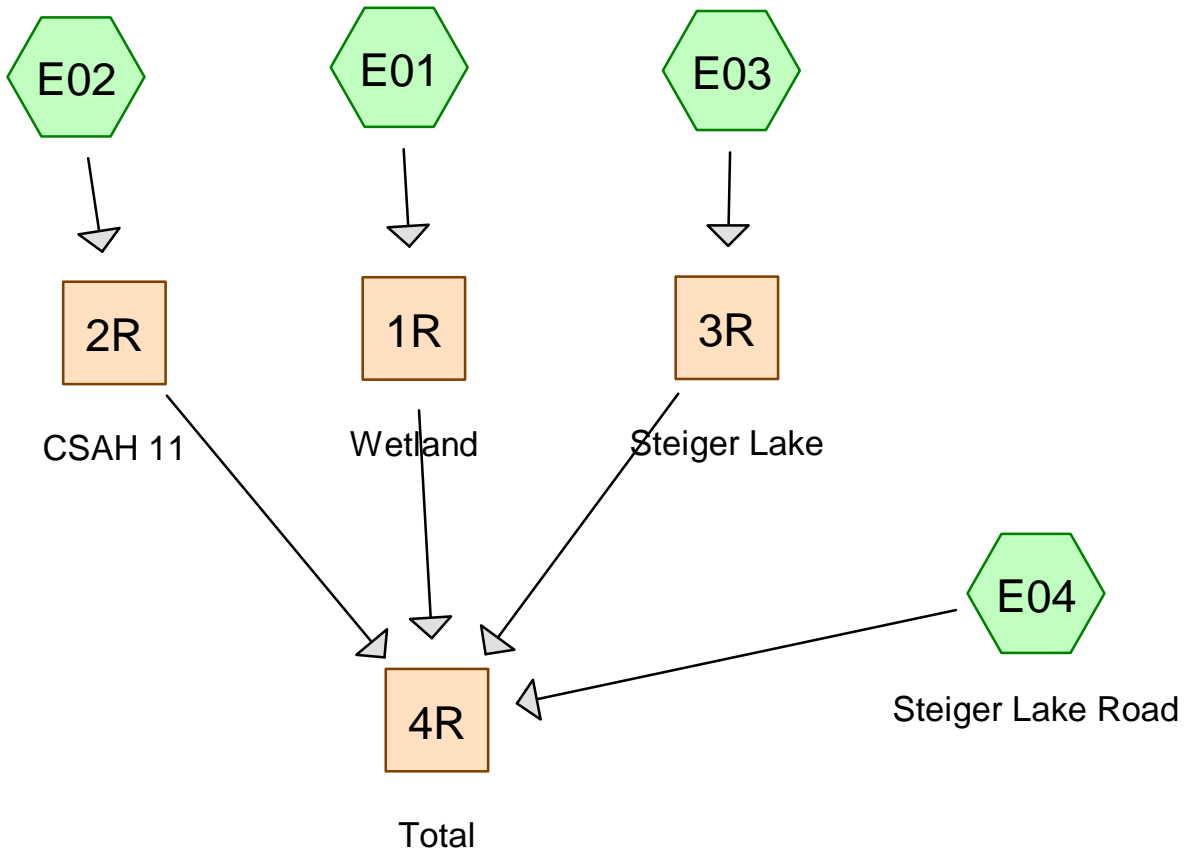 E02
E01
E03
2R
1R
3R
CSAH 11
Wetland
Steiger Lake
E04
Steiger Lake Road
4R
Total